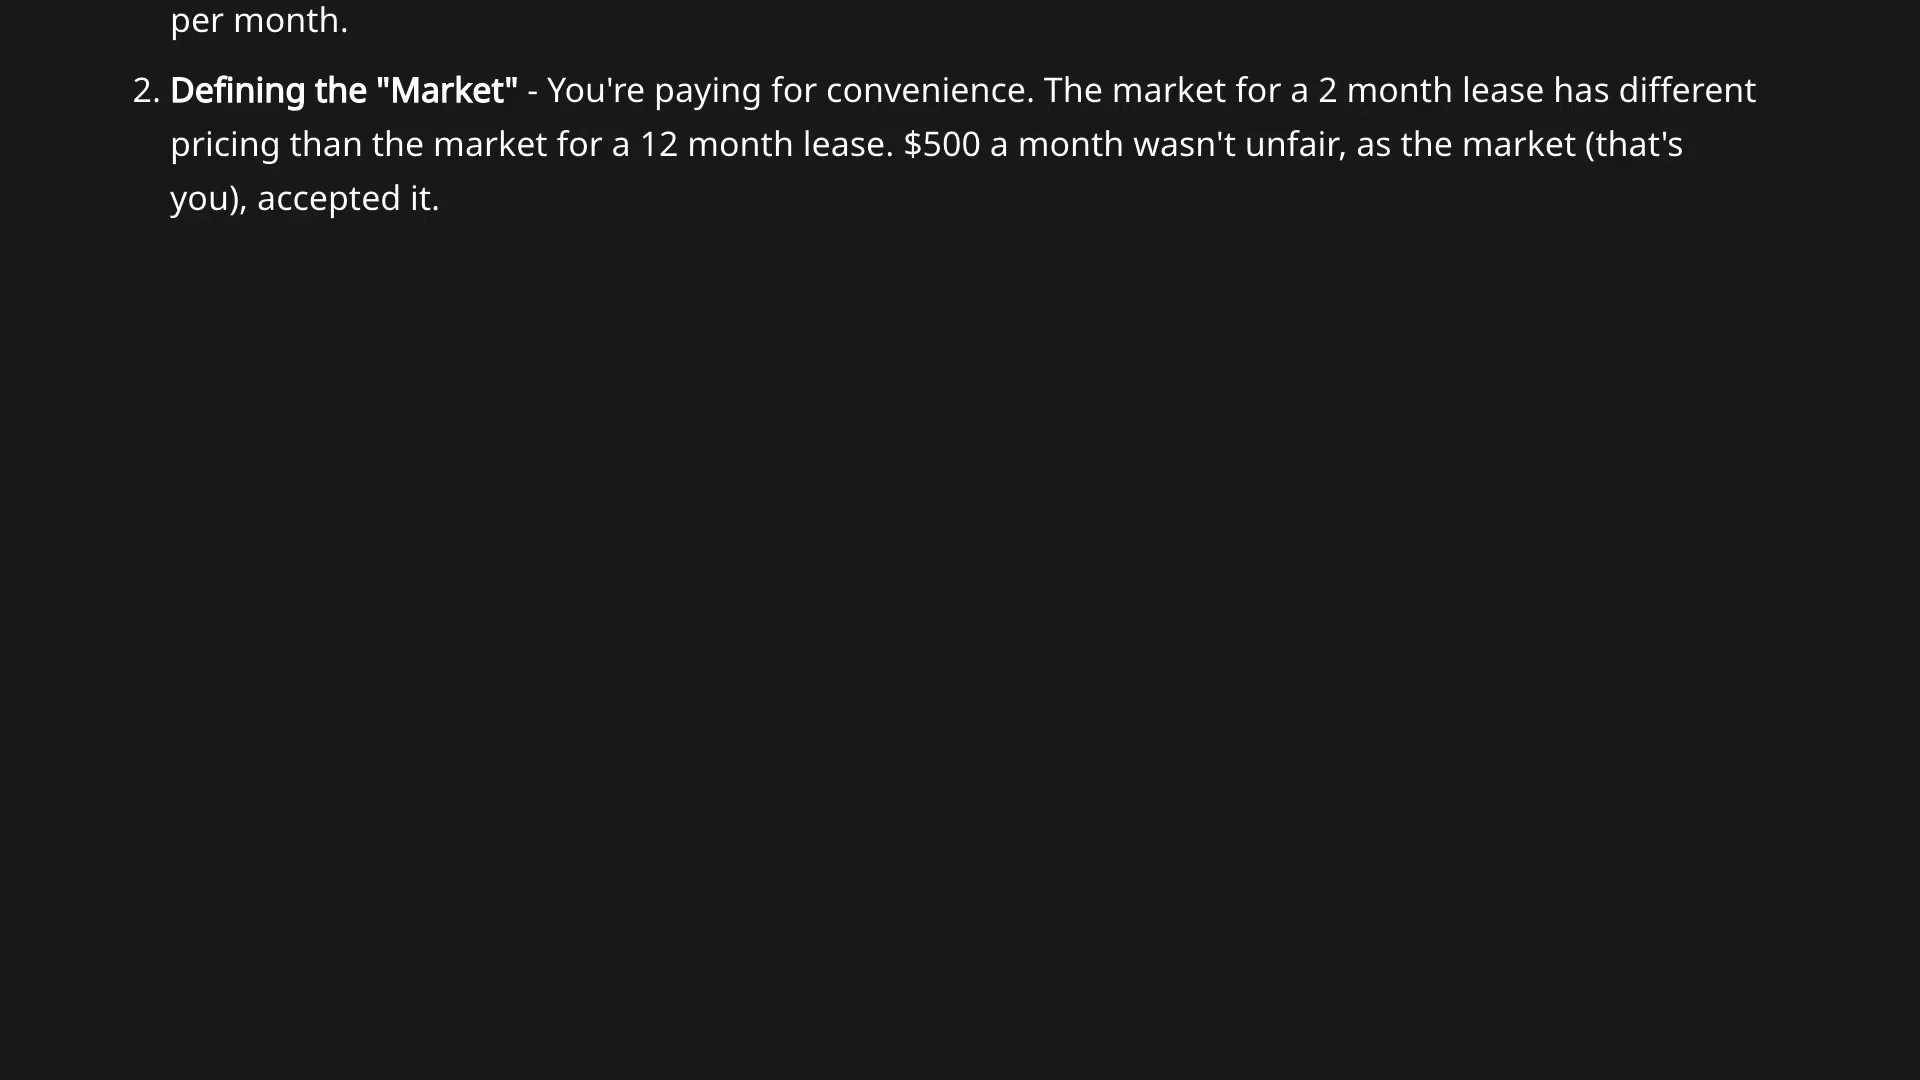 per month.
2. Defining the "Market" - You're paying for convenience. The market for a 2 month lease has different
pricing than the market for a 12 month lease. $500 a month wasn't unfair, as the market (that's
you), accepted it.